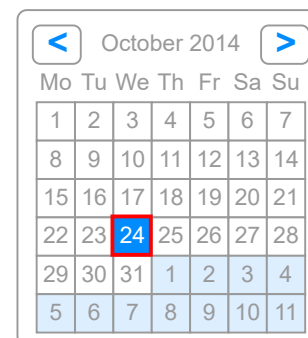 < October 2014 >
Mo Tu We Th Fr Sa Su
1 2 3 4 5 6 7
8 9 10 11 12 13 14
15 16 17 18 19 20 21
22 23 24 25 26 27 28
29 30 31 1 2 3 4
5 6 7 8 9 10 11